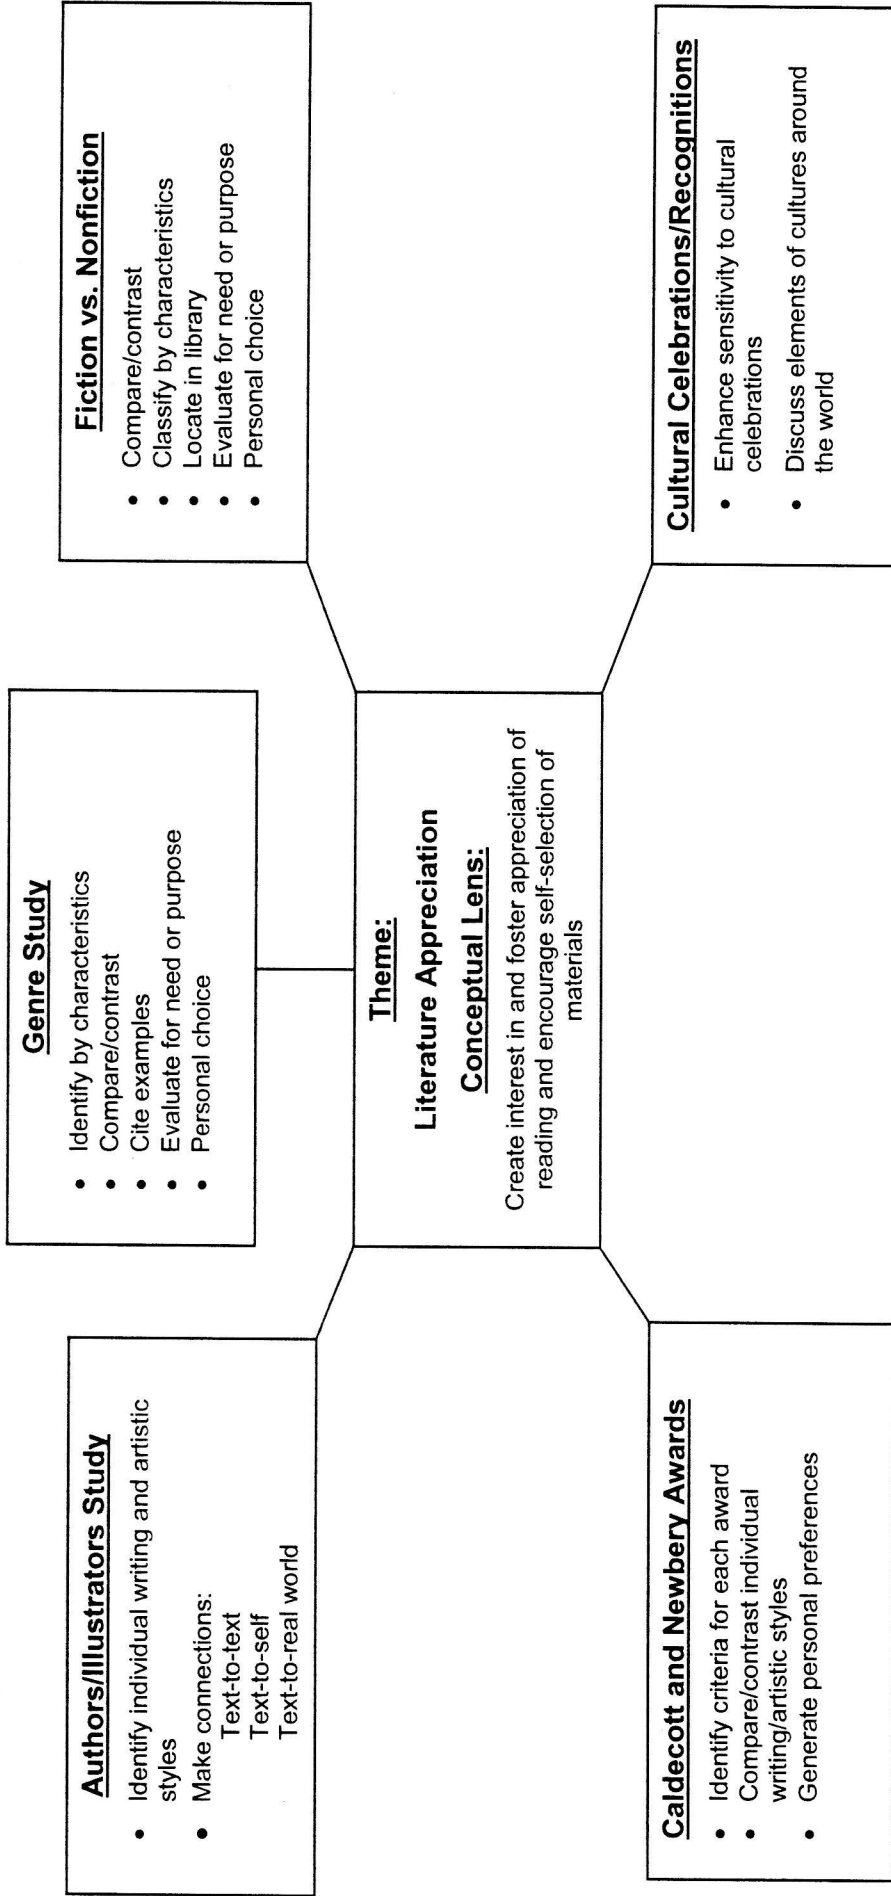 Authors/Illustrators Study
• Identify individual writing and artistic
styles
• Make connections:
Text-to-text
Text-to-self
Text-to-real world
Genre Study
• Identify by characteristics
• Compare/contrast
• Cite examples
• Evaluate for need or purpose
• Personal choice
Fiction vs. Nonfiction
• Compare/contrast
• Classify by characteristics
• Locate in library
• Evaluate for need or purpose
• Personal choice
Theme:
Literature Appreciation
Conceptual Lens:
Create interest in and foster appreciation of
reading and encourage self-selection of
materials
Caldecott and Newbery Awards
• Identify criteria for each award
• Compare/contrast individual
writing/artistic styles
• Generate personal preferences
Cultural Celebrations/Recognitions
• Enhance sensitivity to cultural
celebrations
• Discuss elements of cultures around
the world